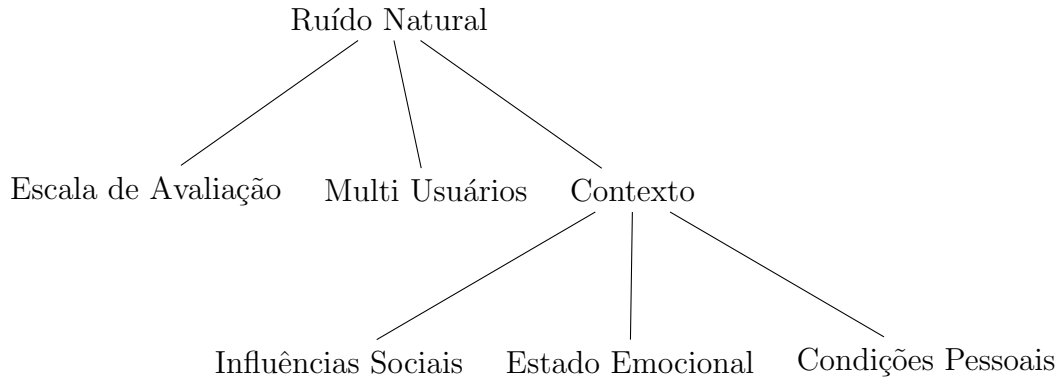 Ruído Natural
Escala de Avaliação
Multi Usuários
Contexto
Influências Sociais
Estado Emocional
Condições Pessoais